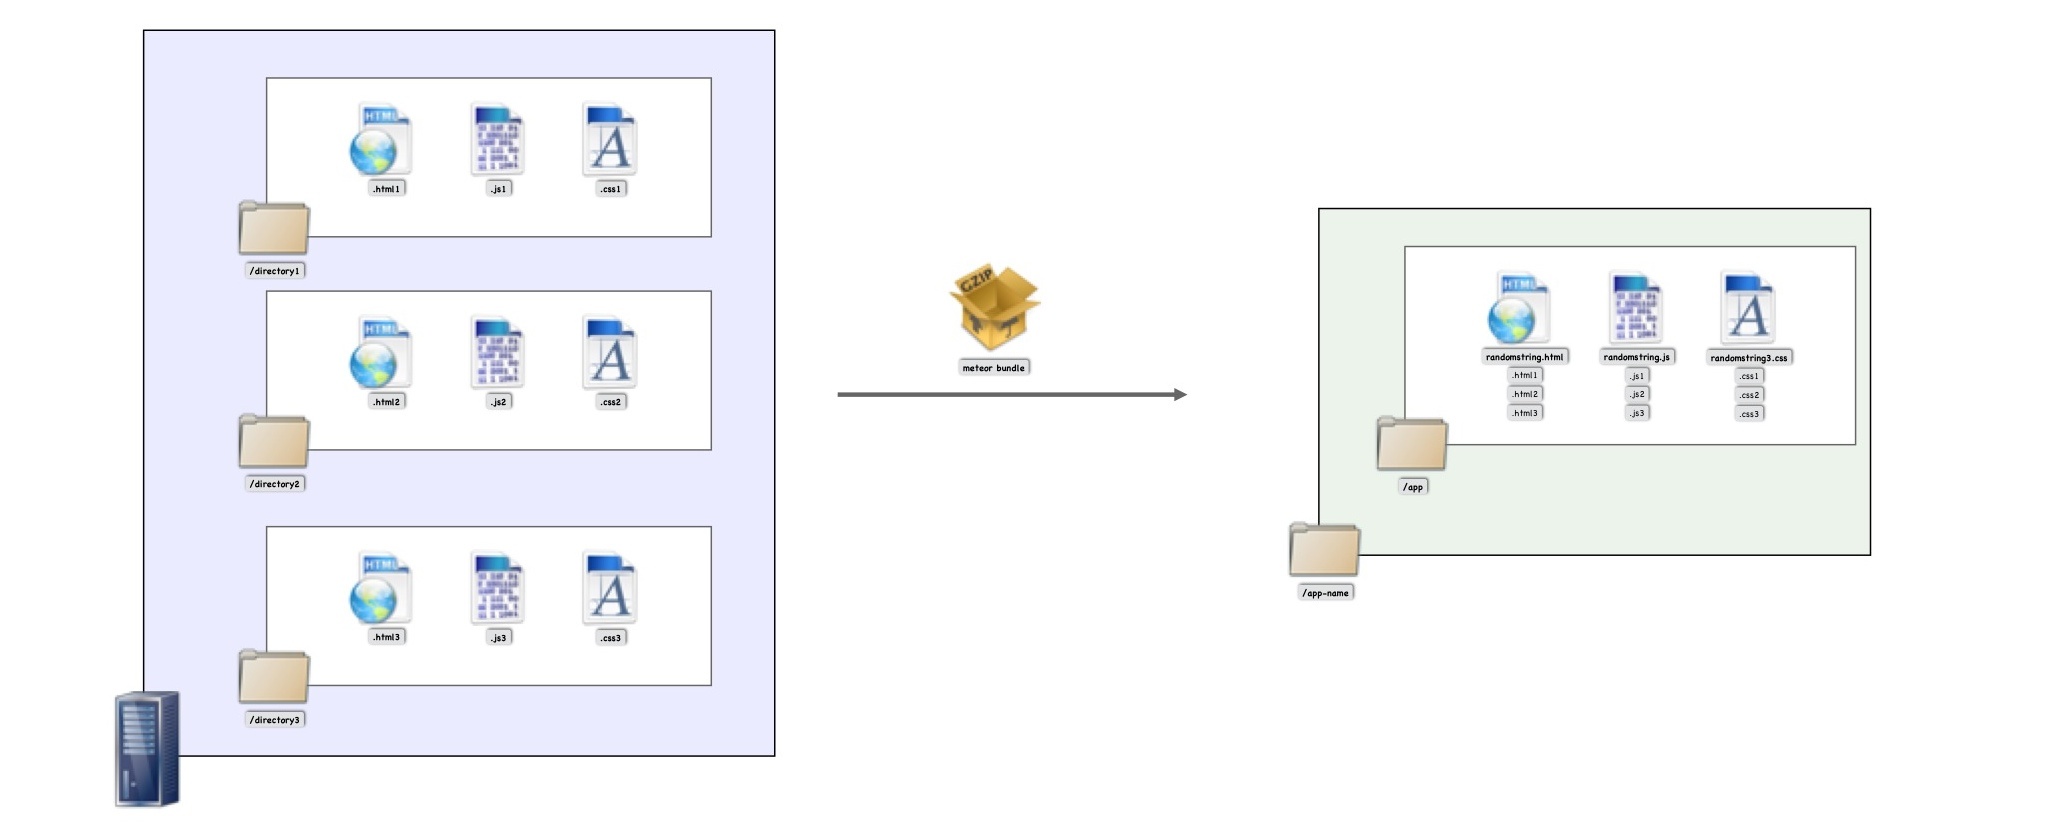 HTML
.html1
.js1
.css1
/directory1
HTML
.html2
.js2
.css2
/directory2
HTML
.html3
.js3
.css3
/directory3
GZIP
meteor bundle
HTML
randomstring.html
randomstring.js
randomstring3.css
.html1
.js1
.css1
.html2
.js2
.css2
.html3
.js3
.css3
/app
/app-name